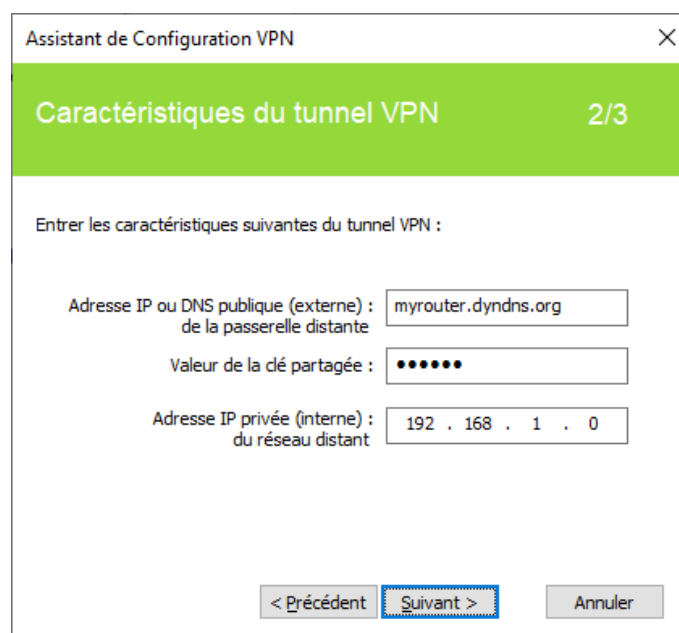 Assistant de Configuration VPN
Caractéristiques du tunnel VPN 2/3
Entrer les caractéristiques suivantes du tunnel VPN :
Adresse IP ou DNS publique (externe) : myrouter.dyndns.org
de la passerelle distante
Valeur de la clé partagée : ●●●●●●
Adresse IP privée (interne) : 192 . 168 . 1 . 0
du réseau distant
< Précédent Suivant > Annuler